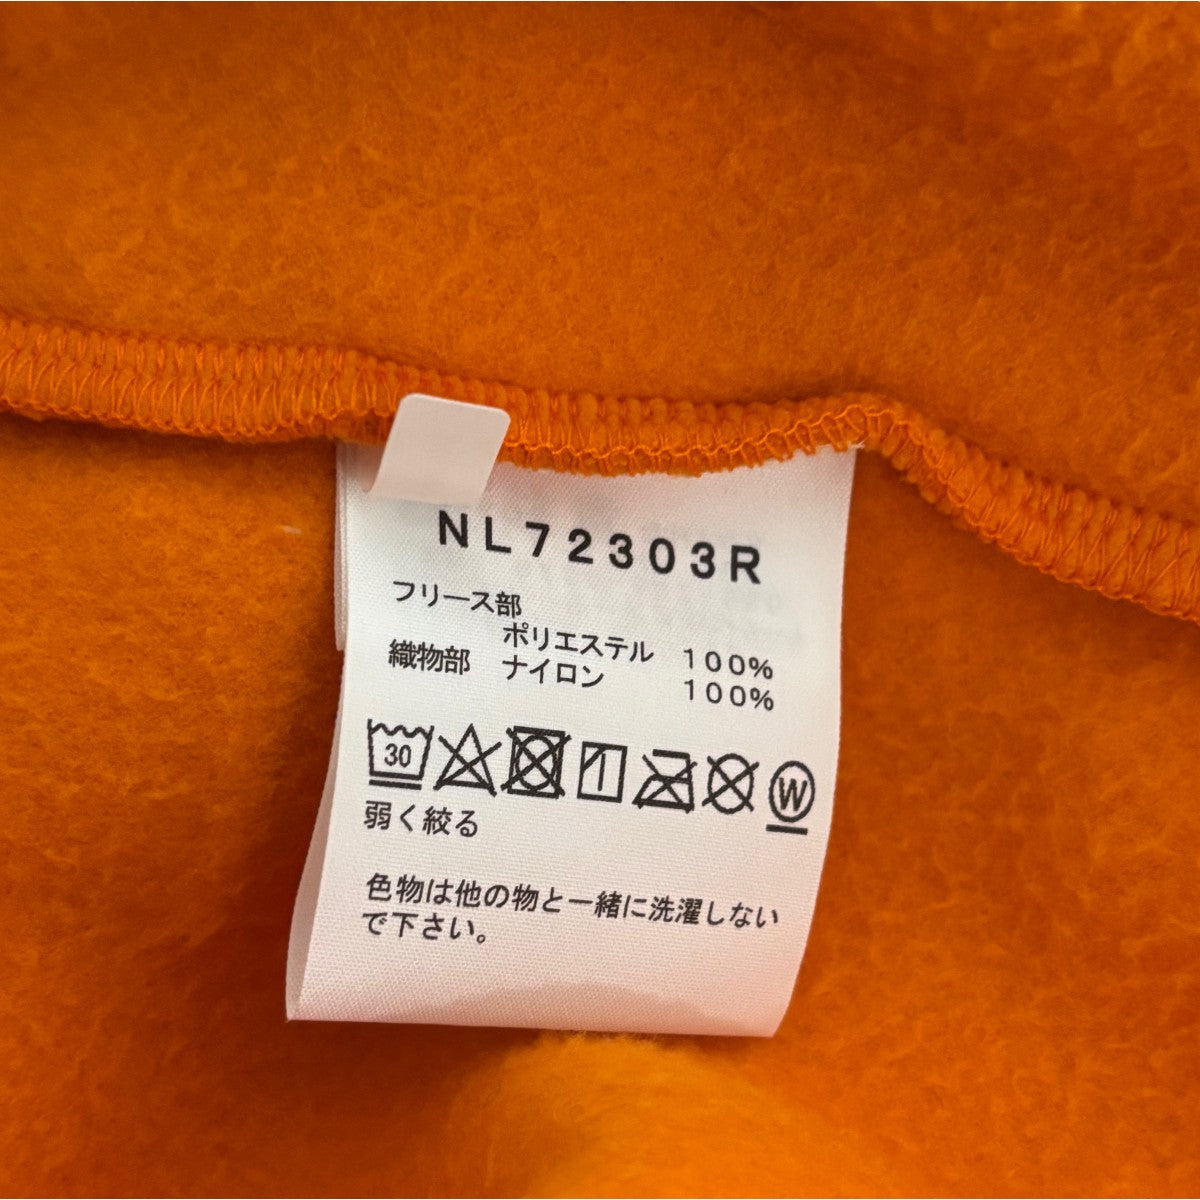 NL72303R
フリース部
ポリエステル 100%
織物部 ナイロン 100%
30
W
弱く絞る
色物は他の物と一緒に洗濯しない
で下さい。